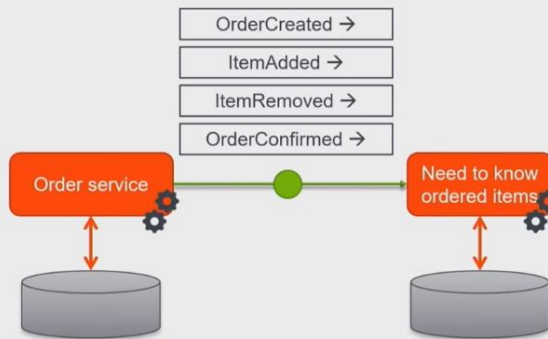 OrderCreated →
ItemAdded →
ItemRemoved →
OrderConfirmed →
Order service
Need to know
ordered items